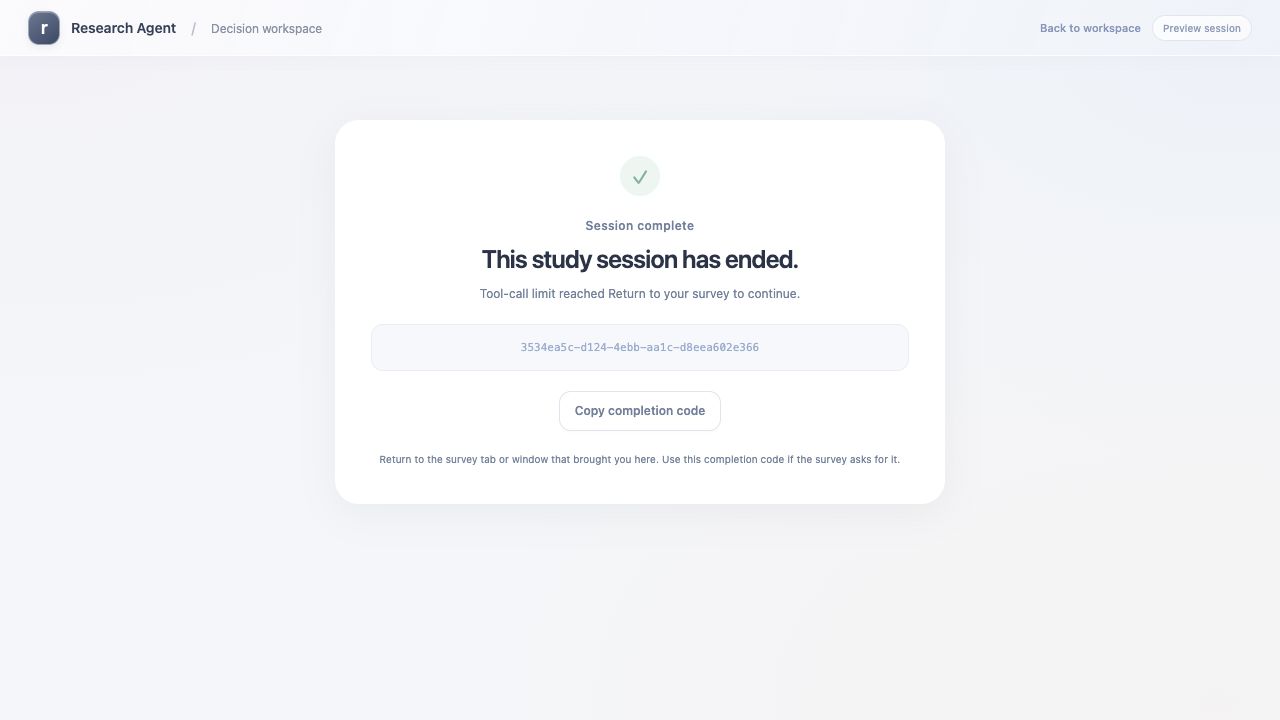 r Research Agent / Decision workspace Back to workspace Preview session
Session complete
This study session has ended.
Tool-call limit reached Return to your survey to continue.
3534ea5c-d124-4ebb-aa1c-d8eea602e366
Copy completion code
Return to the survey tab or window that brought you here. Use this completion code if the survey asks for it.